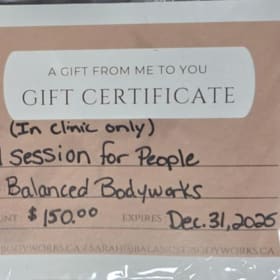 A GIFT FROM ME TO YOU
GIFT CERTIFICATE
(In clinic only)
session for People
Balanced Bodyworks
$150.00 EXPIRES Dec. 31, 2025